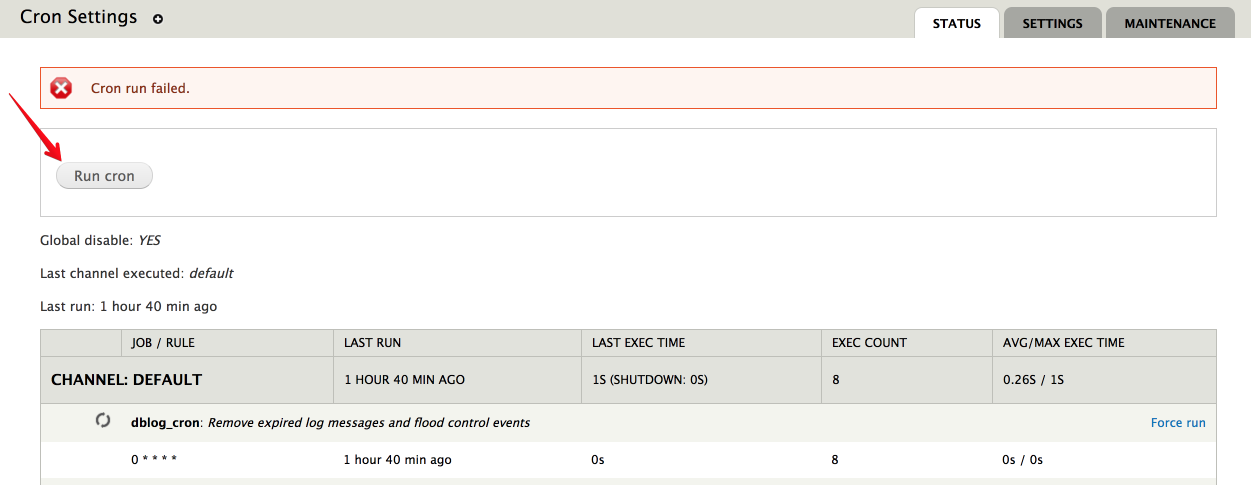 Cron Settings
STATUS SETTINGS MAINTENANCE
Cron run failed.
Run cron
Global disable: YES
Last channel executed: default
Last run: 1 hour 40 min ago
JOB / RULE LAST RUN LAST EXEC TIME EXEC COUNT AVG/MAX EXEC TIME
CHANNEL: DEFAULT 1 HOUR 40 MIN AGO 1S (SHUTDOWN: 0S) 8 0.26S / 1S
dblog_cron: Remove expired log messages and flood control events Force run
0 * * * * 1 hour 40 min ago 0s 8 0s / 0s